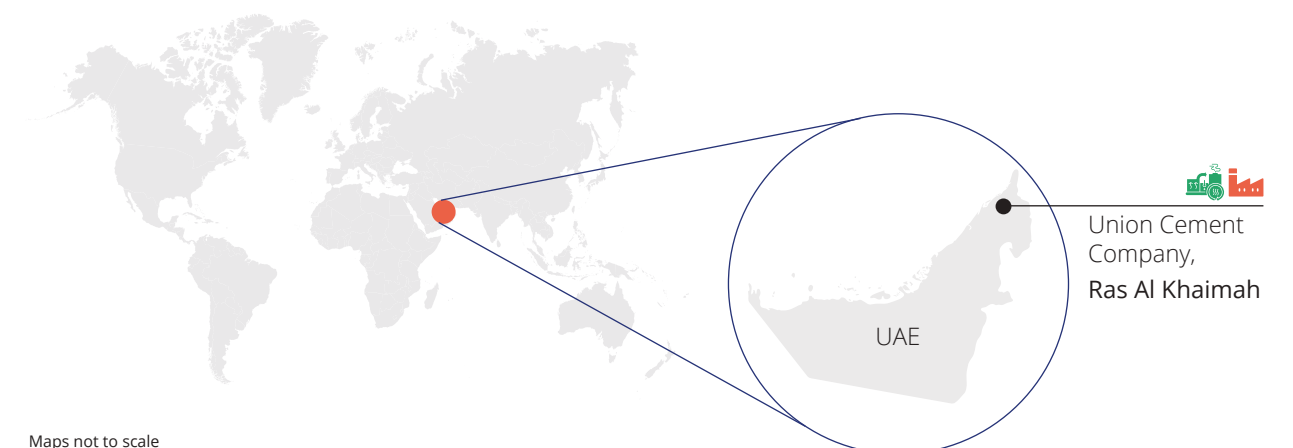 Union Cement
Company,
Ras Al Khaimah
UAE
Maps not to scale